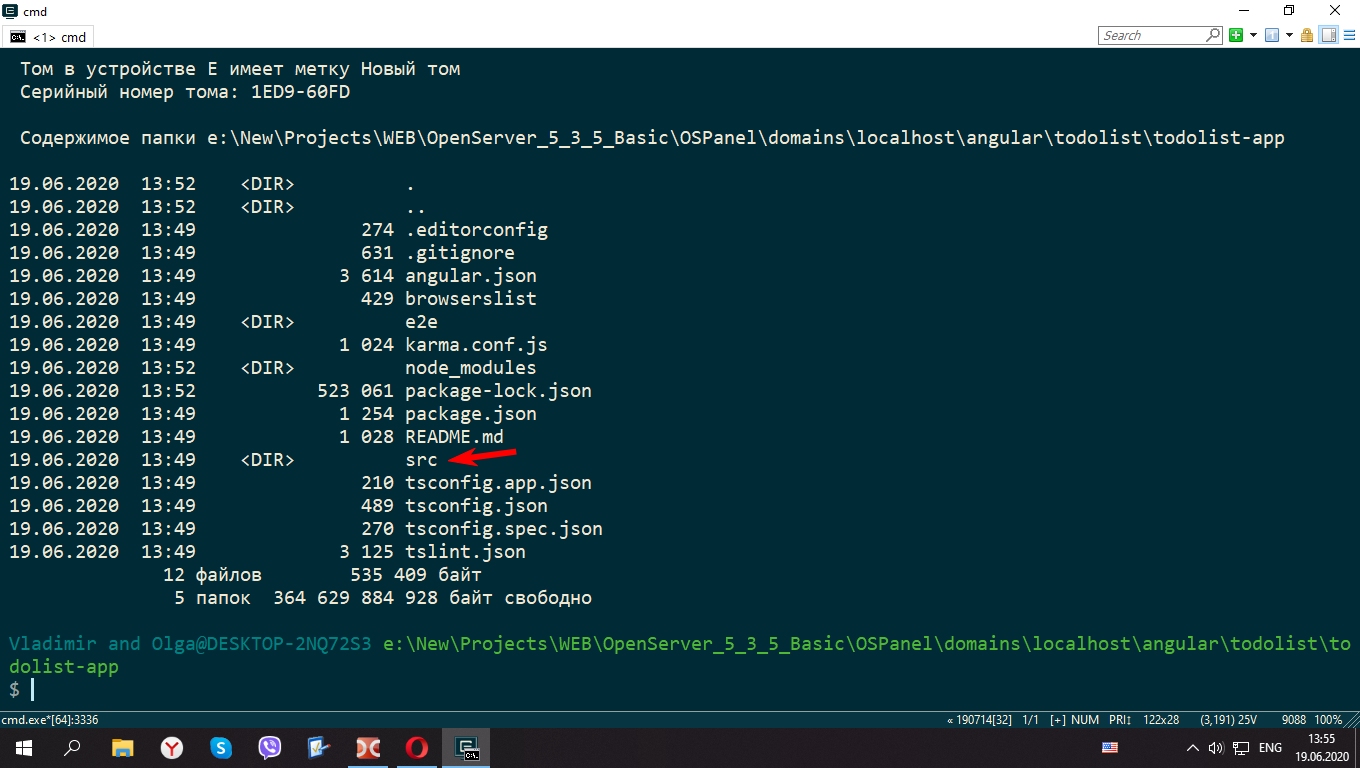 cmd
<1> cmd
Search
Том в устройстве E имеет метку Новый том
Серийный номер тома: 1ED9-60FD
Содержимое папки e:\New\Projects\WEB\OpenServer_5_3_5_Basic\OSPanel\domains\localhost\angular\todolist\todolist-app
19.06.2020  13:52    <DIR>          .
19.06.2020  13:52    <DIR>          ..
19.06.2020  13:49               274 .editorconfig
19.06.2020  13:49               631 .gitignore
19.06.2020  13:49             3 614 angular.json
19.06.2020  13:49               429 browserslist
19.06.2020  13:49    <DIR>          e2e
19.06.2020  13:49             1 024 karma.conf.js
19.06.2020  13:52    <DIR>          node_modules
19.06.2020  13:52           523 061 package-lock.json
19.06.2020  13:49             1 254 package.json
19.06.2020  13:49             1 028 README.md
19.06.2020  13:49    <DIR>          src
19.06.2020  13:49               210 tsconfig.app.json
19.06.2020  13:49               489 tsconfig.json
19.06.2020  13:49               270 tsconfig.spec.json
19.06.2020  13:49             3 125 tslint.json
12 файлов        535 409 байт
5 папок  364 629 884 928 байт свободно
Vladimir and Olga@DESKTOP-2NQ72S3 e:\New\Projects\WEB\OpenServer_5_3_5_Basic\OSPanel\domains\localhost\angular\todolist\to
dolist-app
$
cmd.exe*[64]:3336 « 190714[32] 1/1 [+] NUM PRI↕ 122x28 (3,191) 25V 9088 100%
ENG
13:55
19.06.2020